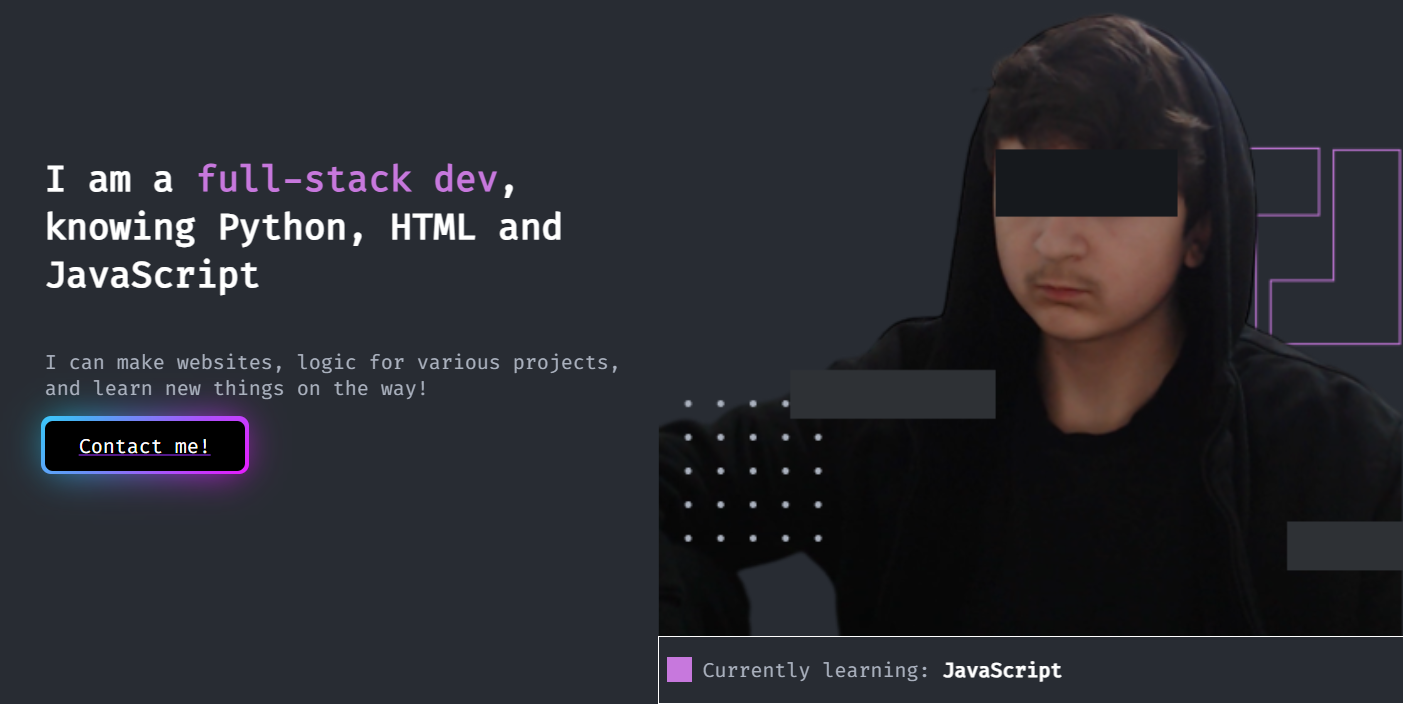 I am a full-stack dev,
knowing Python, HTML and
JavaScript
I can make websites, logic for various projects,
and learn new things on the way!
Contact me!
Currently learning: JavaScript